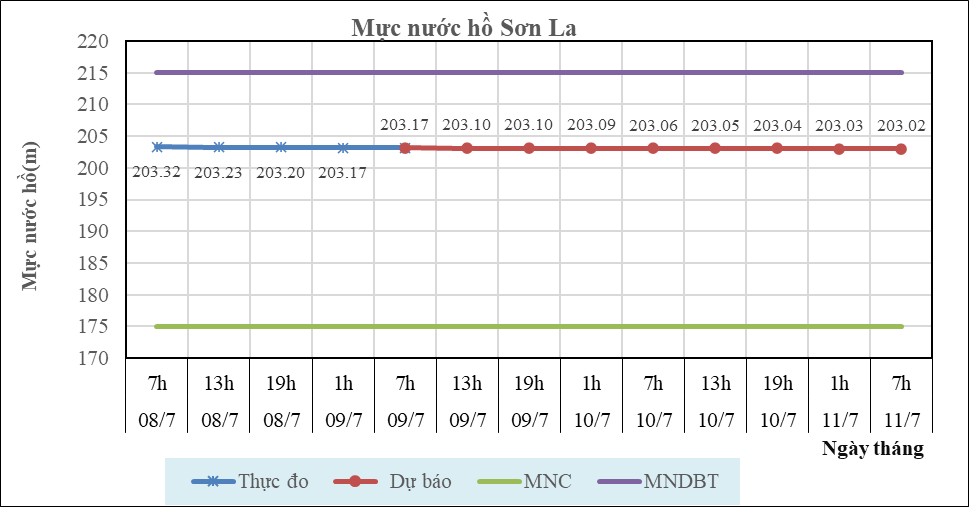 Mực nước hồ Sơn La
Mực nước hồ(m)
220
215
210
205
200
195
190
185
180
175
170
203.17 203.10 203.10 203.09 203.06 203.05 203.04 203.03 203.02
203.32 203.23 203.20 203.17
7h 13h 19h 1h 7h 13h 19h 1h 7h 13h 19h 1h 7h
08/7 08/7 08/7 09/7 09/7 09/7 09/7 10/7 10/7 10/7 10/7 11/7 11/7
Ngày tháng
Thực đo Dự báo MNC MNDBT